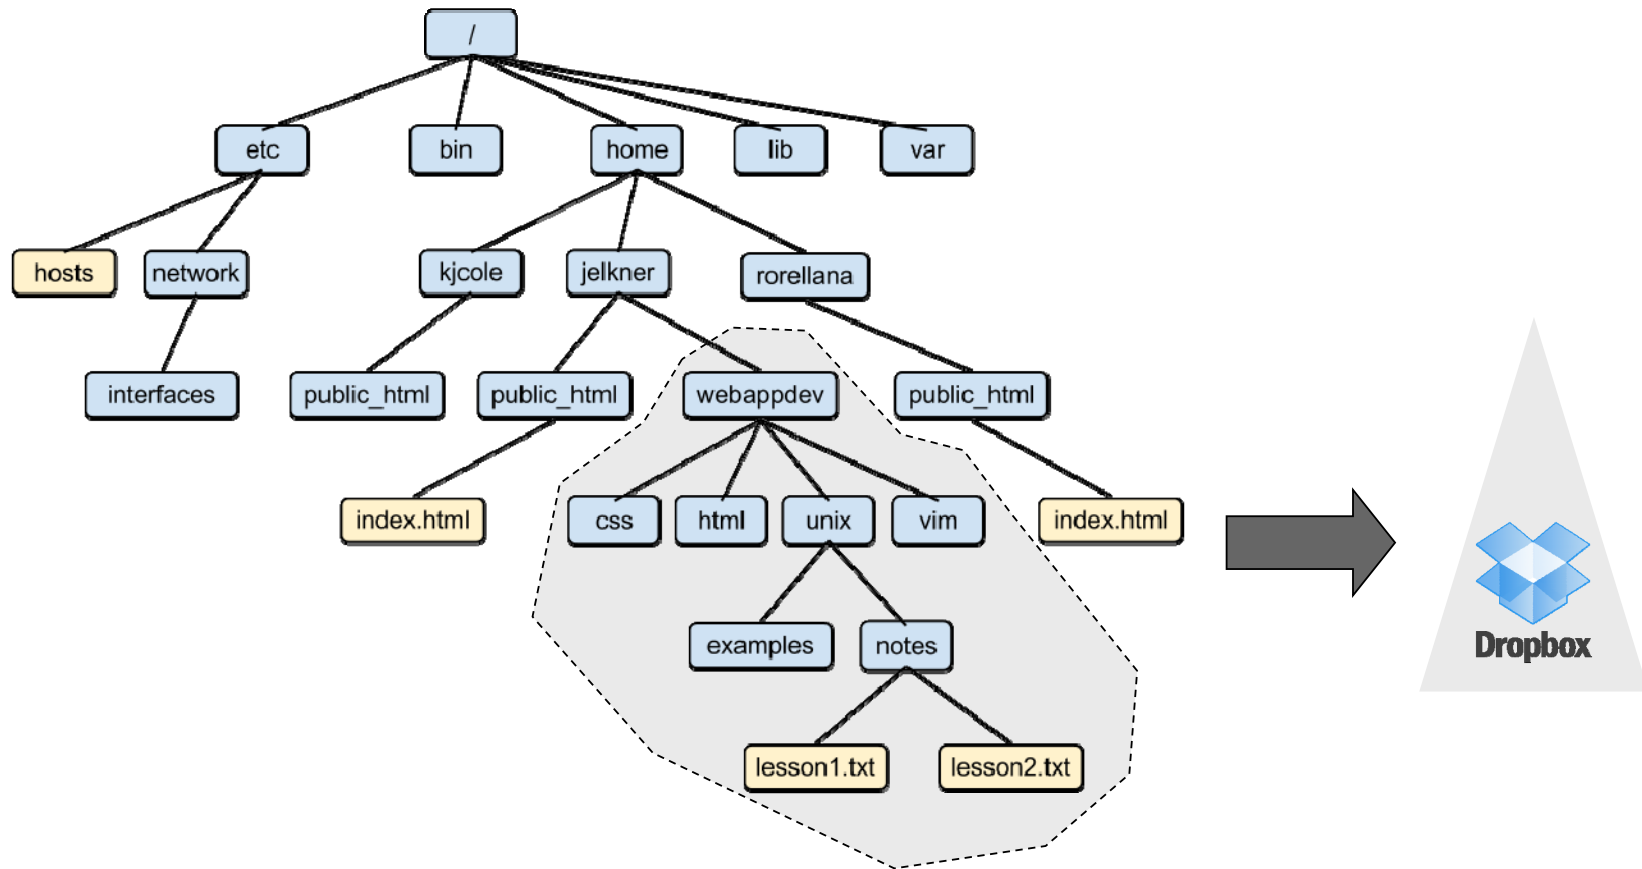 /
etc
bin
home
lib
var
hosts
network
kjcole
jelkner
rorellana
interfaces
public_html
public_html
webappdev
public_html
index.html
css
html
unix
vim
index.html
examples
notes
Dropbox
lesson1.txt
lesson2.txt